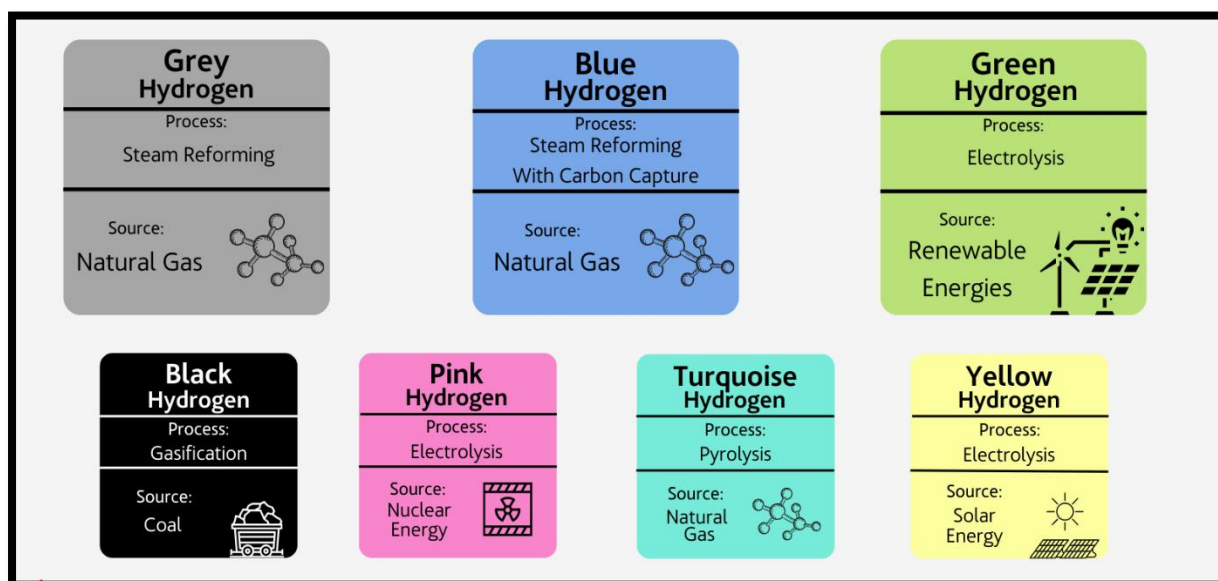 Grey
Hydrogen
Process:
Steam Reforming
Source:
Natural Gas
Blue
Hydrogen
Process:
Steam Reforming
With Carbon Capture
Source:
Natural Gas
Green
Hydrogen
Process:
Electrolysis
Source:
Renewable
Energies
Black
Hydrogen
Process:
Gasification
Source:
Coal
Pink
Hydrogen
Process:
Electrolysis
Source:
Nuclear
Energy
Turquoise
Hydrogen
Process:
Pyrolysis
Source:
Natural
Gas
Yellow
Hydrogen
Process:
Electrolysis
Source:
Solar
Energy